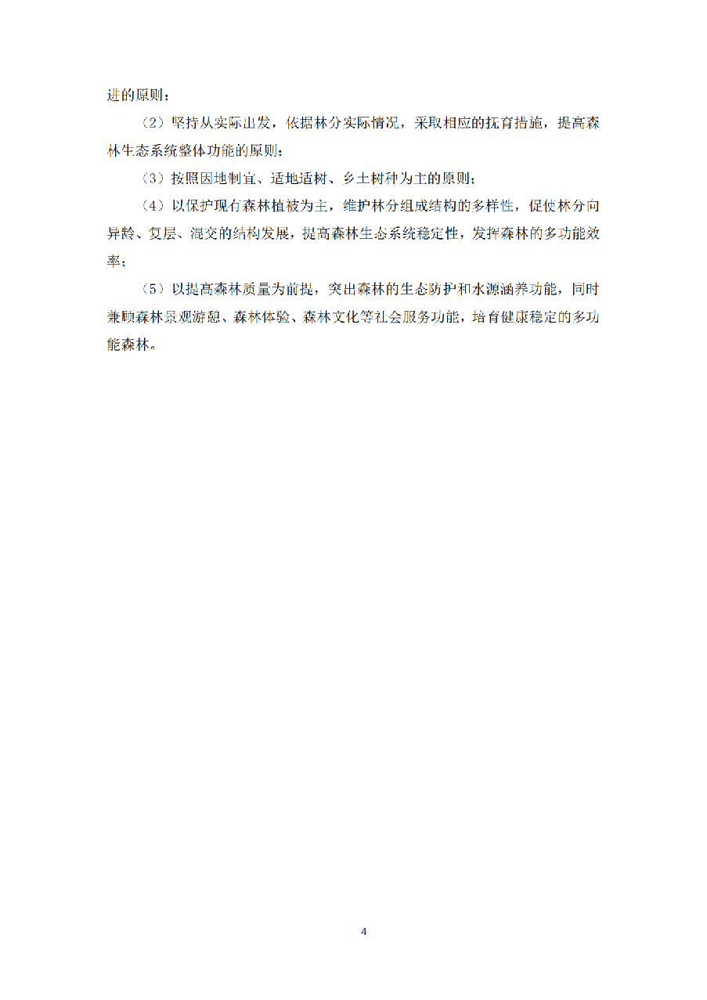 进的原则；
（2）坚持从实际出发，依据林分实际情况，采取相应的抚育措施，提高森
林生态系统整体功能的原则；
（3）按照因地制宜、适地适树、乡土树种为主的原则；
（4）以保护现有森林植被为主，维护林分组成结构的多样性，促使林分向
异龄、复层、混交的结构发展，提高森林生态系统稳定性，发挥森林的多功能效
率；
（5）以提高森林质量为前提，突出森林的生态防护和水源涵养功能，同时
兼顾森林景观游憩、森林体验、森林文化等社会服务功能，培育健康稳定的多功
能森林。
4